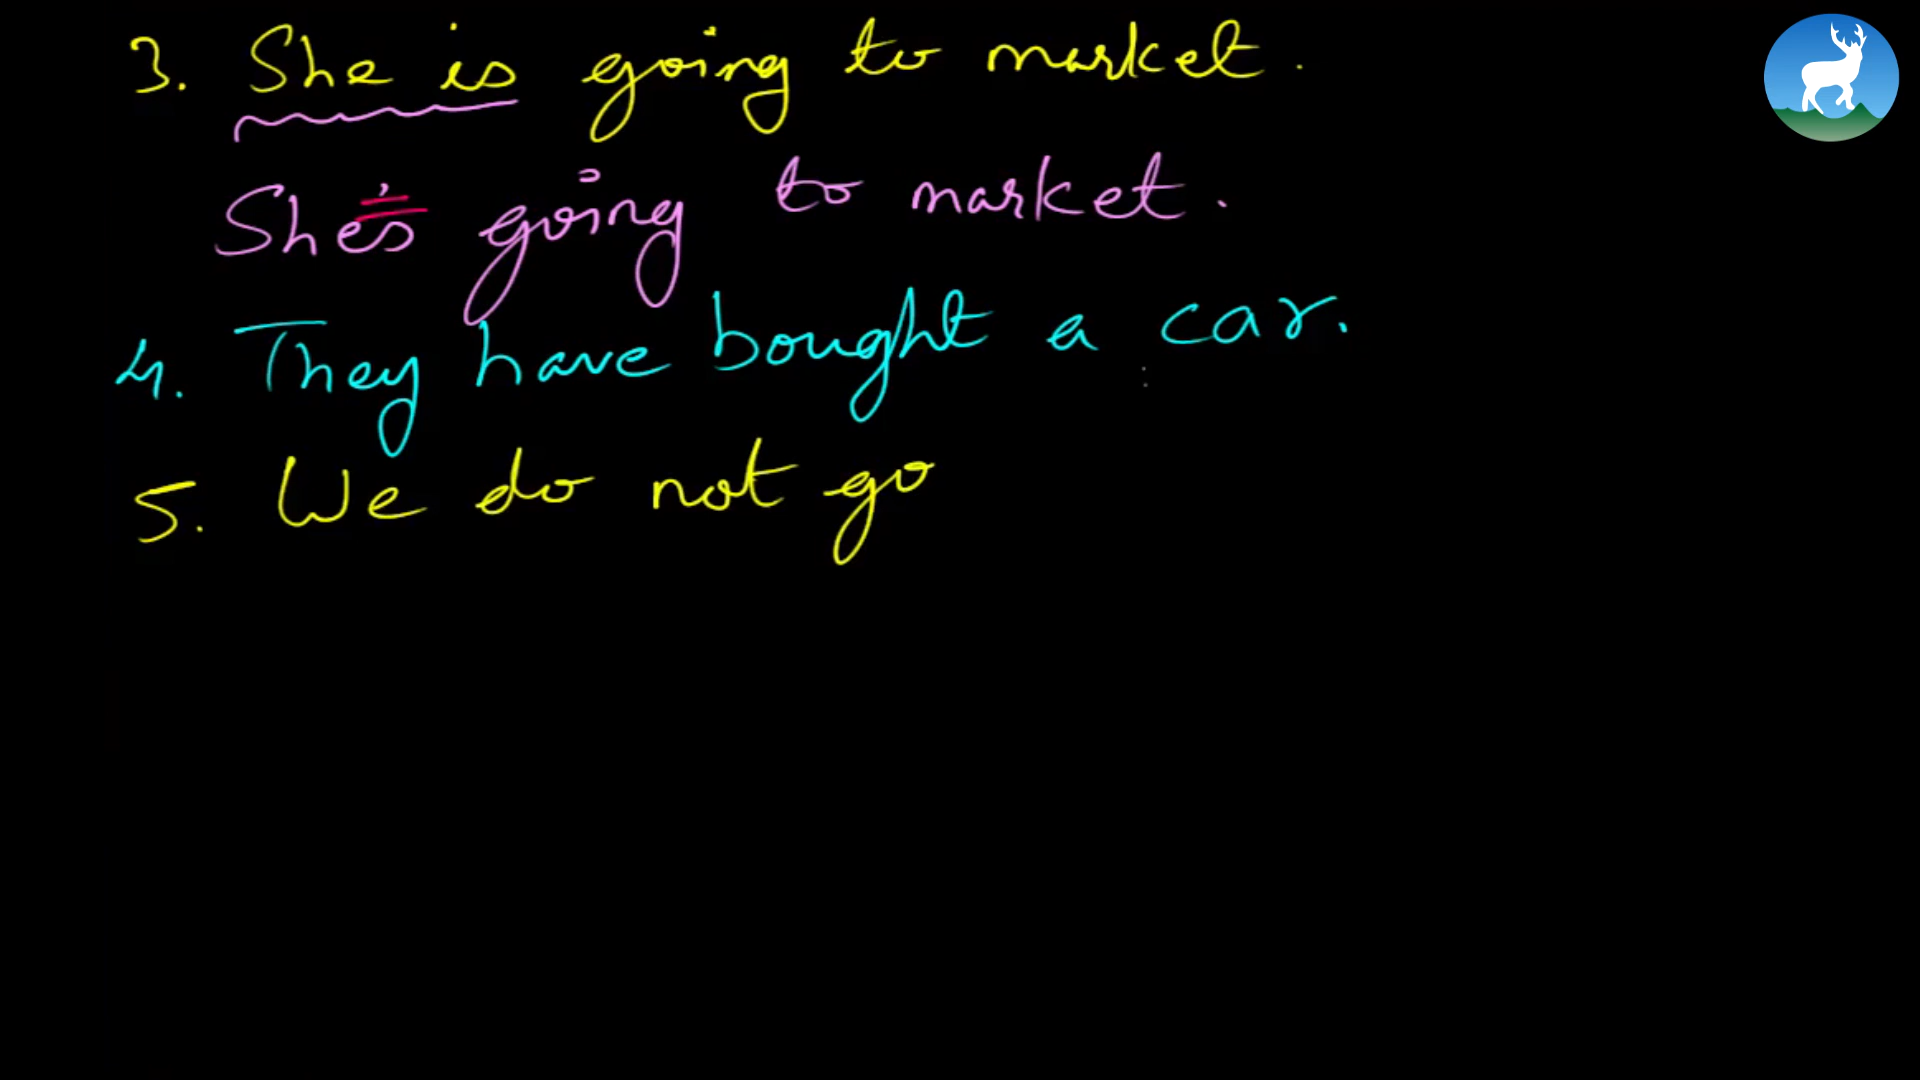 3. She is going to market.
She's going to market.
4. They have bought a car.
5. We do not go